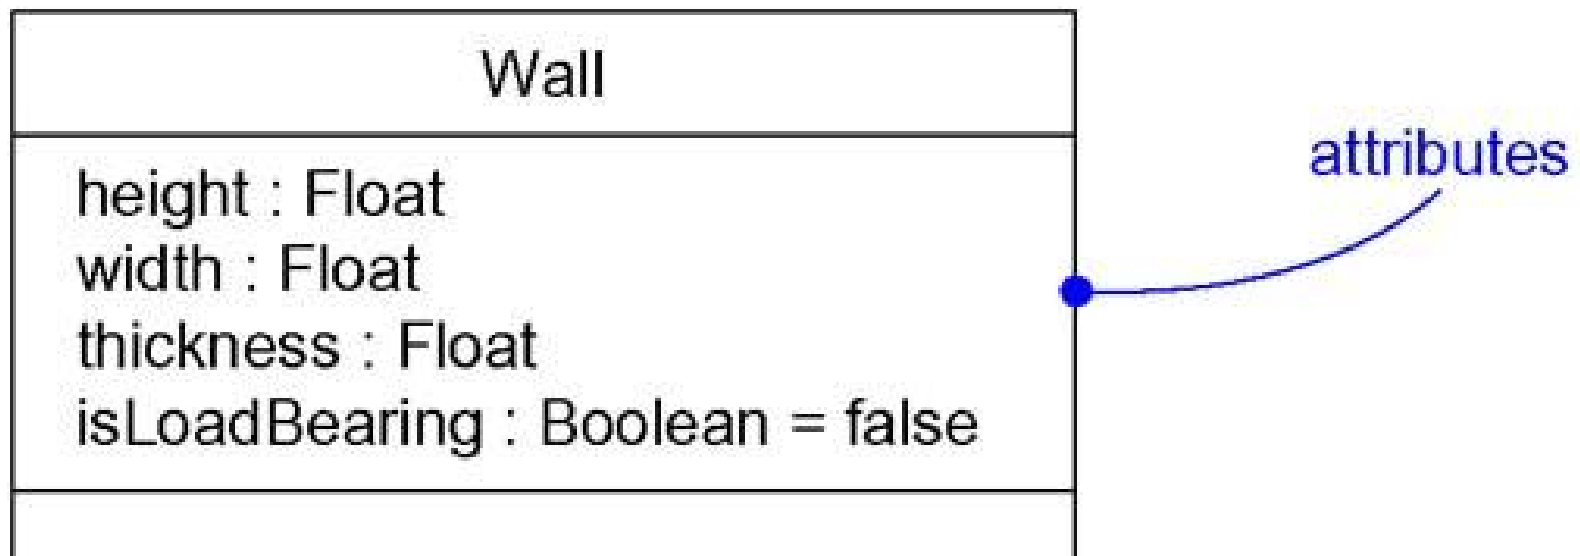 Wall
attributes
height : Float
width : Float
thickness : Float
isLoadBearing : Boolean = false